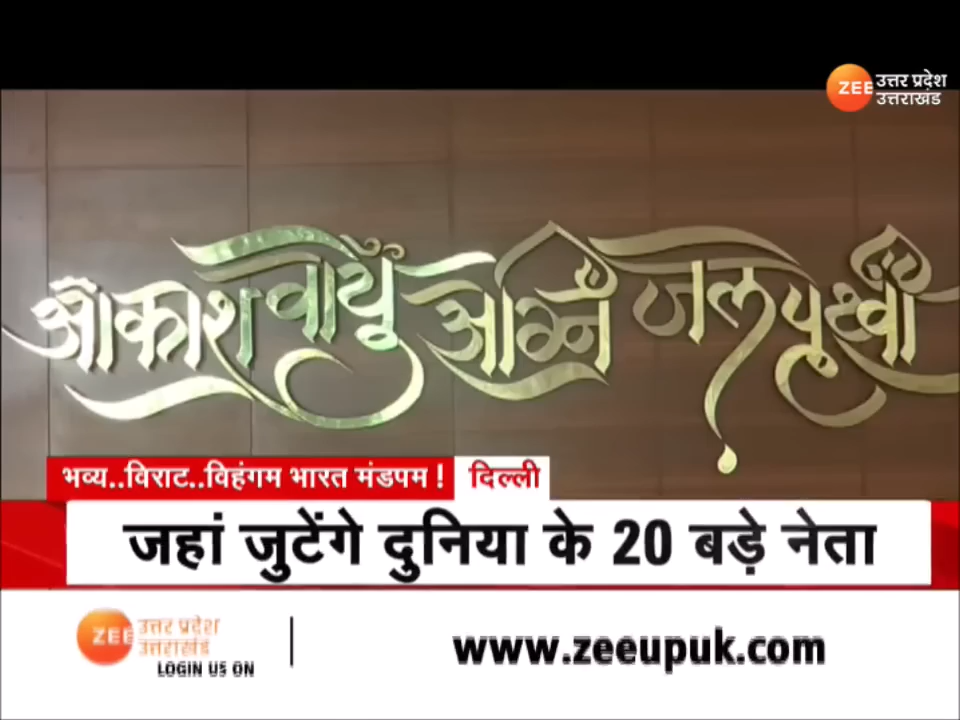 ZEE उत्तर प्रदेश
उत्तराखंड
आकाश वायु अग्नि जल पृथ्वी
भव्य..विराट..विहंगम भारत मंडपम ! दिल्ली
जहां जुटेंगे दुनिया के 20 बड़े नेता
ZEE उत्तर प्रदेश
उत्तराखंड
LOGIN US ON
www.zeeupuk.com